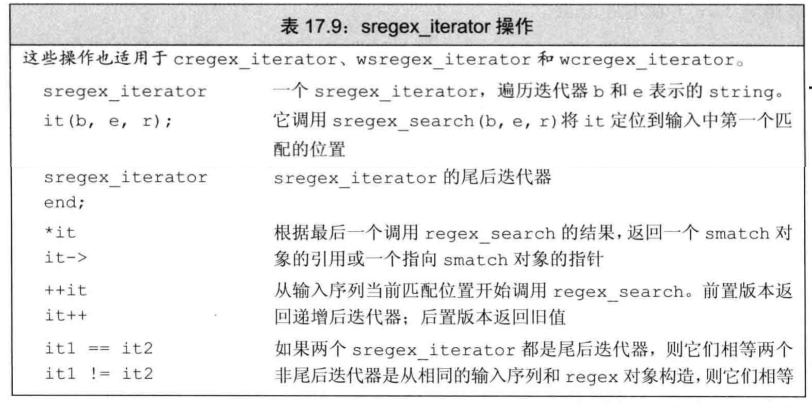 表 17.9：sregex_iterator 操作
这些操作也适用于 cregex_iterator、wsregex_iterator 和 wcregex_iterator。
sregex_iterator 一个 sregex_iterator，遍历迭代器 b 和 e 表示的 string。
it(b, e, r); 它调用 sregex_search(b, e, r)将 it 定位到输入中第一个匹
配的位置
sregex_iterator sregex_iterator 的尾后迭代器
end;
*it 根据最后一个调用 regex_search 的结果，返回一个 smatch 对
it-> 象的引用或一个指向 smatch 对象的指针
++it 从输入序列当前匹配位置开始调用 regex_search。前置版本返
it++ 回递增后迭代器；后置版本返回旧值
it1 == it2 如果两个 sregex_iterator 都是尾后迭代器，则它们相等两个
it1 != it2 非尾后迭代器是从相同的输入序列和 regex 对象构造，则它们相等